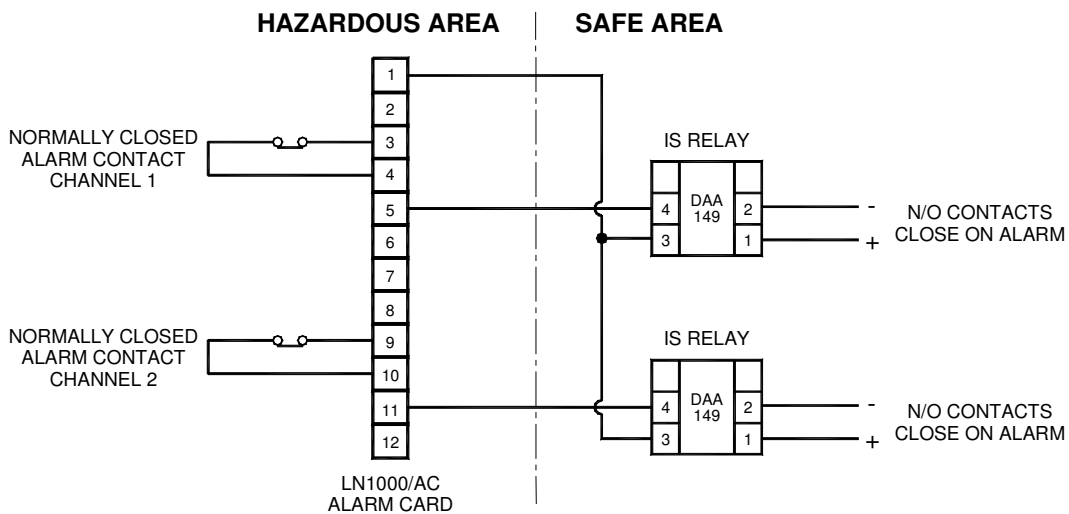 HAZARDOUS AREA
SAFE AREA
1
2
3
4
5
6
7
8
9
10
11
12
NORMALLY CLOSED
ALARM CONTACT
CHANNEL 1
NORMALLY CLOSED
ALARM CONTACT
CHANNEL 2
LN1000/AC
ALARM CARD
IS RELAY
4
DAA
149
2
3
1
-
+
N/O CONTACTS
CLOSE ON ALARM
IS RELAY
4
DAA
149
2
3
1
-
+
N/O CONTACTS
CLOSE ON ALARM